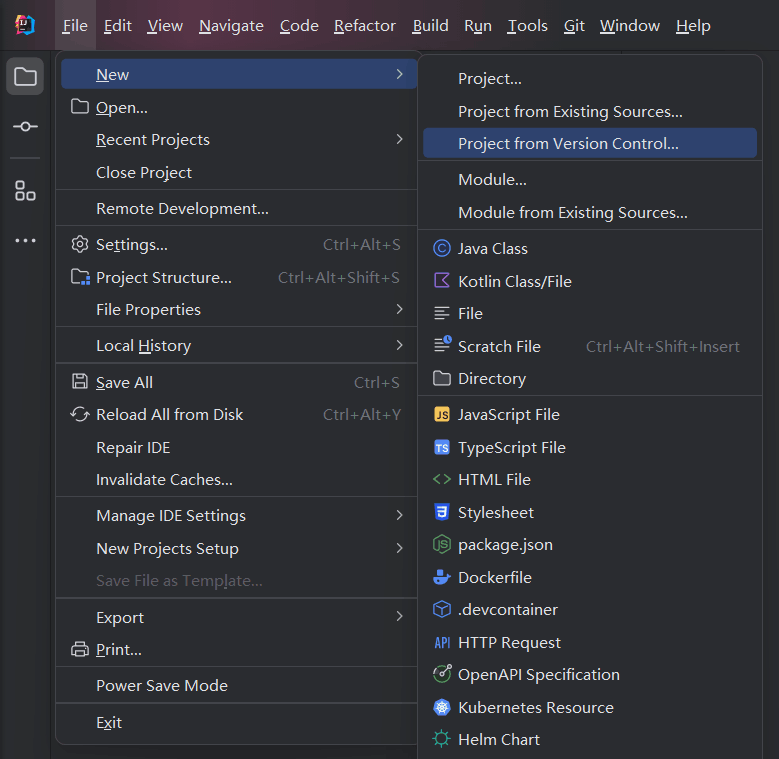 File Edit View Navigate Code Refactor Build Run Tools Git Window Help
New
Open...
Recent Projects
Close Project
Remote Development...
Settings... Ctrl+Alt+S
Project Structure... Ctrl+Alt+Shift+S
File Properties
Local History
Save All Ctrl+S
Reload All from Disk Ctrl+Alt+Y
Repair IDE
Invalidate Caches...
Manage IDE Settings
New Projects Setup
Save File as Template...
Export
Print...
Power Save Mode
Exit
Project...
Project from Existing Sources...
Project from Version Control...
Module...
Module from Existing Sources...
Java Class
Kotlin Class/File
File
Scratch File Ctrl+Alt+Shift+Insert
Directory
JS JavaScript File
TS TypeScript File
HTML File
Stylesheet
package.json
Dockerfile
.devcontainer
API HTTP Request
OpenAPI Specification
Kubernetes Resource
Helm Chart